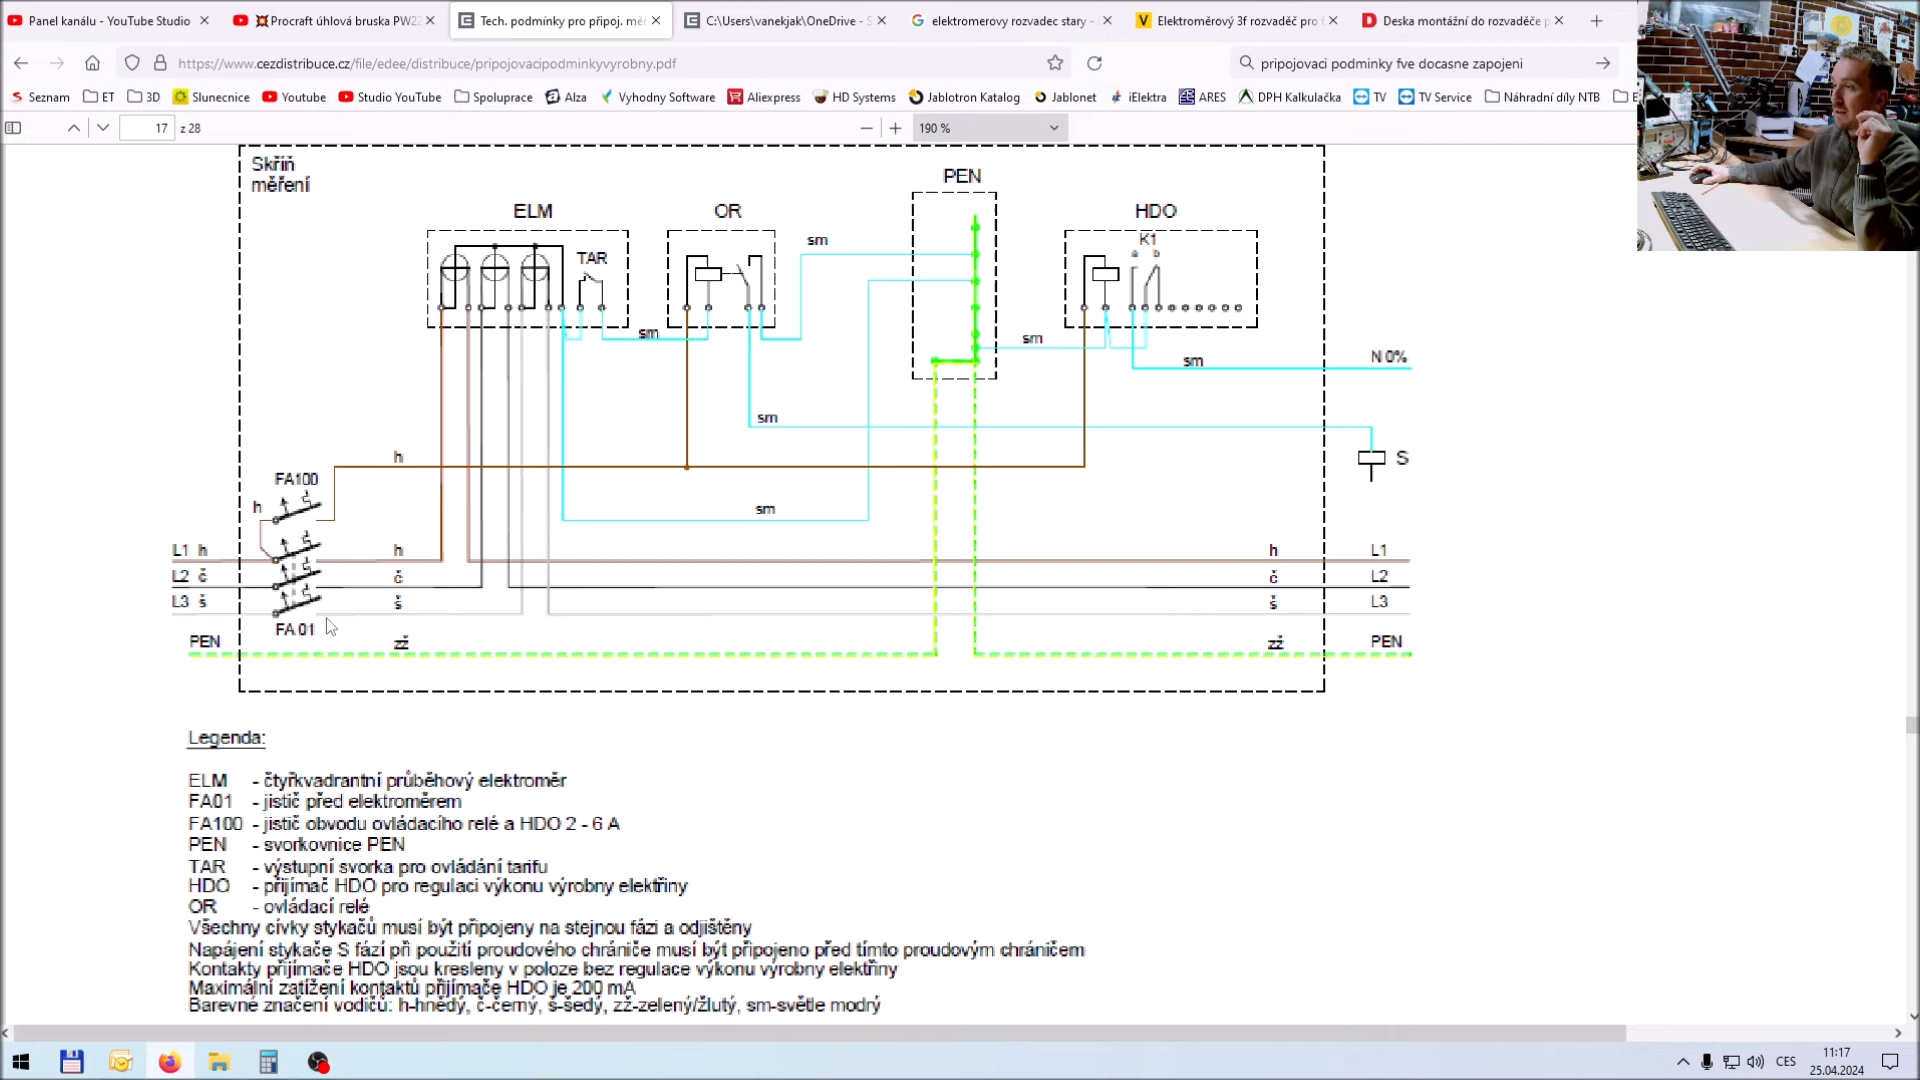 Panel kanálu - YouTube Studio
Procraft úhlová bruska PW22
Tech. podmínky pro připoj. mě
C:\Users\vanekjak\OneDrive - S
elektromerovy rozvadec stary -
Elektroměrový 3f rozvaděč pro
Deska montážní do rozvaděče p
https://www.cezdistribuce.cz/file/edee/distribuce/pripojovacipodminkyvyrobny.pdf
pripojovaci podminky fve docasne zapojeni
Seznam
ET
3D
Slunecnice
Youtube
Studio YouTube
Spoluprace
Alza
Vyhodny Software
Aliexpress
HD Systems
Jablotron Katalog
Jablonet
iElektra
ARES
DPH Kalkulačka
TV
TV Service
Náhradní díly NTB
17
z 28
190 %
Skříň
měření
PEN
ELM
OR
HDO
sm
K1
a b
TAR
sm
sm
N 0%
sm
sm
h
S
FA100
h
sm
L1 h
h
h
L1
L2 č
č
č
L2
L3 š
š
š
L3
FA01
PEN
zž
zž
PEN
Legenda:
ELM - čtyřkvadrantní průběhový elektroměr
FA01 - jistič před elektroměrem
FA100 - jistič obvodu ovládacího relé a HDO 2 - 6 A
PEN - svorkovnice PEN
TAR - výstupní svorka pro ovládání tarifu
HDO - přijímač HDO pro regulaci výkonu výrobny elektřiny
OR - ovládací relé
Všechny cívky stykačů musí být připojeny na stejnou fázi a odjištěny
Napájení stykače S fází při použití proudového chrániče musí být připojeno před tímto proudovým chráničem
Kontakty přijímače HDO jsou kresleny v poloze bez regulace výkonu výrobny elektřiny
Maximální zatížení kontaktů přijímače HDO je 200 mA
Barevné značení vodičů: h-hnědý, č-černý, š-šedý, zž-zelený/žlutý, sm-světle modrý
CES
11:17
25.04.2024